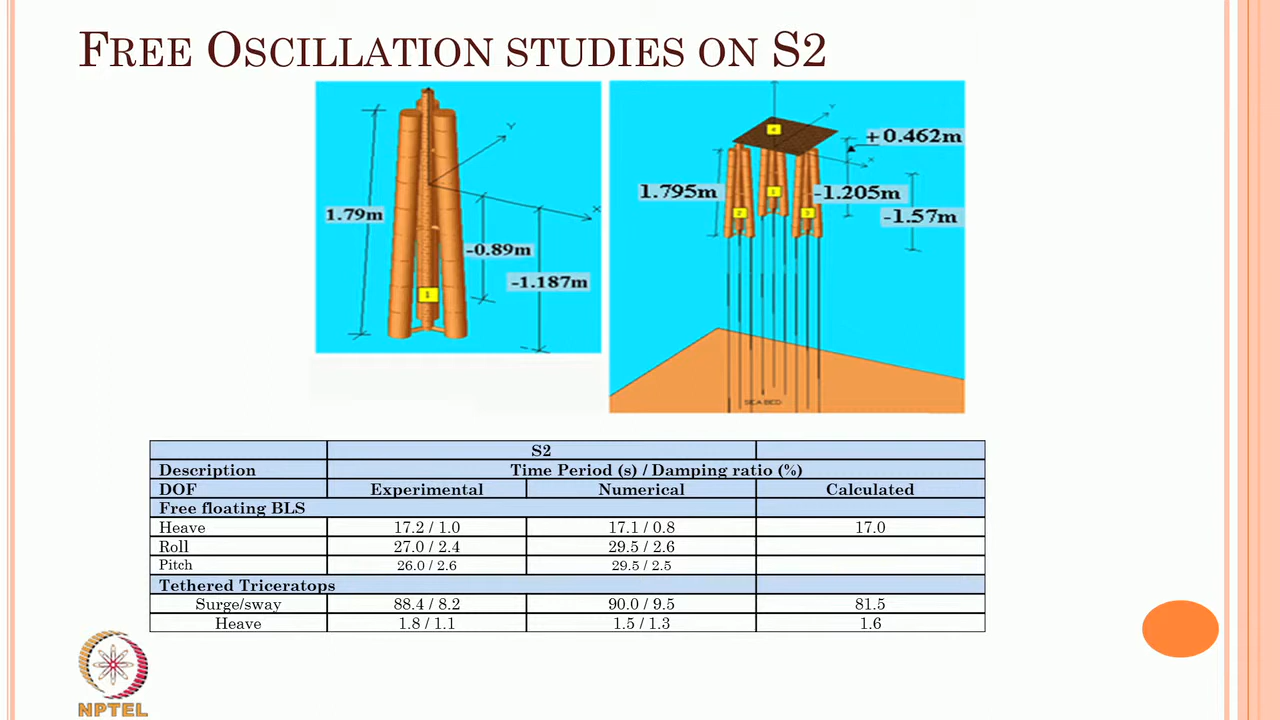 FREE OSCILLATION STUDIES ON S2
Y
1.79m
X
-0.89m
-1.187m
1
Y
4
+0.462m
X
1.795m
1
-1.205m
2
3
-1.57m
SEA BED
S2
Description Time Period (s) / Damping ratio (%)
DOF Experimental Numerical Calculated
Free floating BLS
Heave 17.2 / 1.0 17.1 / 0.8 17.0
Roll 27.0 / 2.4 29.5 / 2.6
Pitch 26.0 / 2.6 29.5 / 2.5
Tethered Triceratops
Surge/sway 88.4 / 8.2 90.0 / 9.5 81.5
Heave 1.8 / 1.1 1.5 / 1.3 1.6
NPTEL